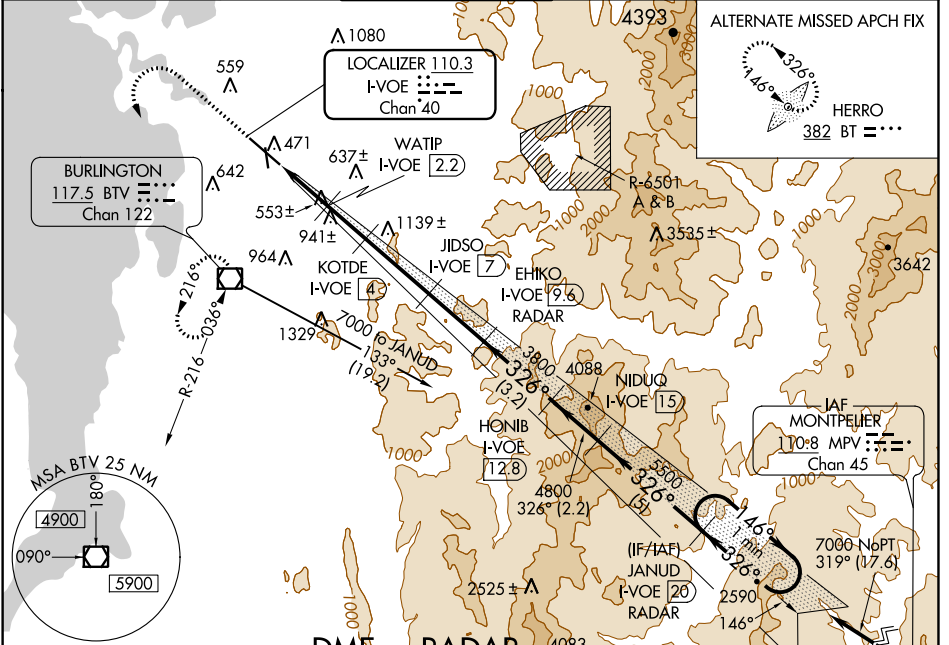 4393
3000
2000
1000
ALTERNATE MISSED APCH FIX
326°
146°
HERRO
382 BT
1080
559
LOCALIZER 110.3
I-VOE
Chan 40
471
WATIP
I-VOE 2.2
637±
642
BURLINGTON
117.5 BTV
Chan 122
553±
941±
1139±
R-6501
A & B
1000
1000
3535±
3000
3642
2000
964
KOTDE
I-VOE 4
JIDSO
I-VOE 7
EHIKO
I-VOE 9.6
RADAR
216°
036°
R-216
1329
7000 to JANUD
133°
(19.2)
3800
326°
(3.2)
4088
NIDUQ
I-VOE 15
HONIB
I-VOE
12.8
2000
1000
4800
326° (2.2)
5500
326°
(5)
IAF
MONTPELIER
110.8 MPV
Chan 45
MSA BTV 25 NM
180°
4900
090°
5900
146°
1 min
326°
7000 NoPT
319° (17.6)
(IF/IAF)
JANUD
I-VOE 20
RADAR
2590
146°
2525±
1000
DME
RADAR
4083